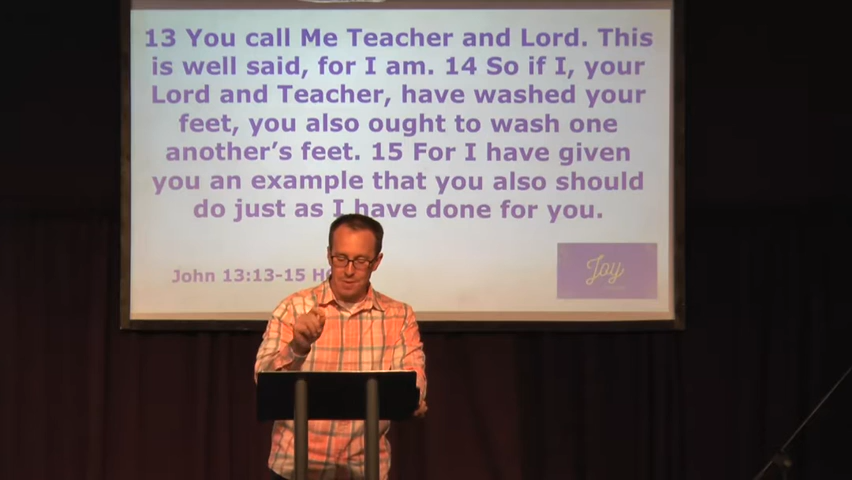 13 You call Me Teacher and Lord. This
is well said, for I am. 14 So if I, your
Lord and Teacher, have washed your
feet, you also ought to wash one
another’s feet. 15 For I have given
you an example that you also should
do just as I have done for you.
John 13:13-15
Joy